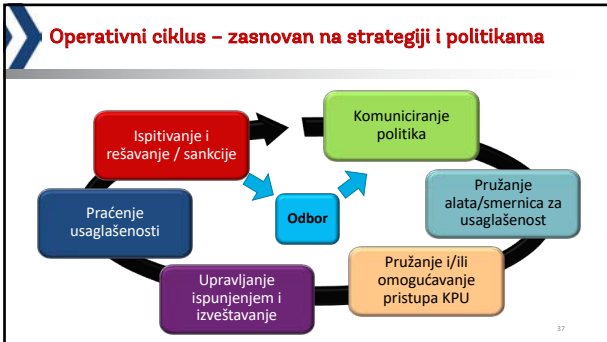 Operativni ciklus – zasnovan na strategiji i politikama
Komuniciranje
politika
Ispitivanje i
rešavanje / sankcije
Pružanje
alata/smernica za
usaglašenost
Odbor
Praćenje
usaglašenosti
Pružanje i/ili
omogućavanje
pristupa KPU
Upravljanje
ispunjenjem i
izveštavanje
37